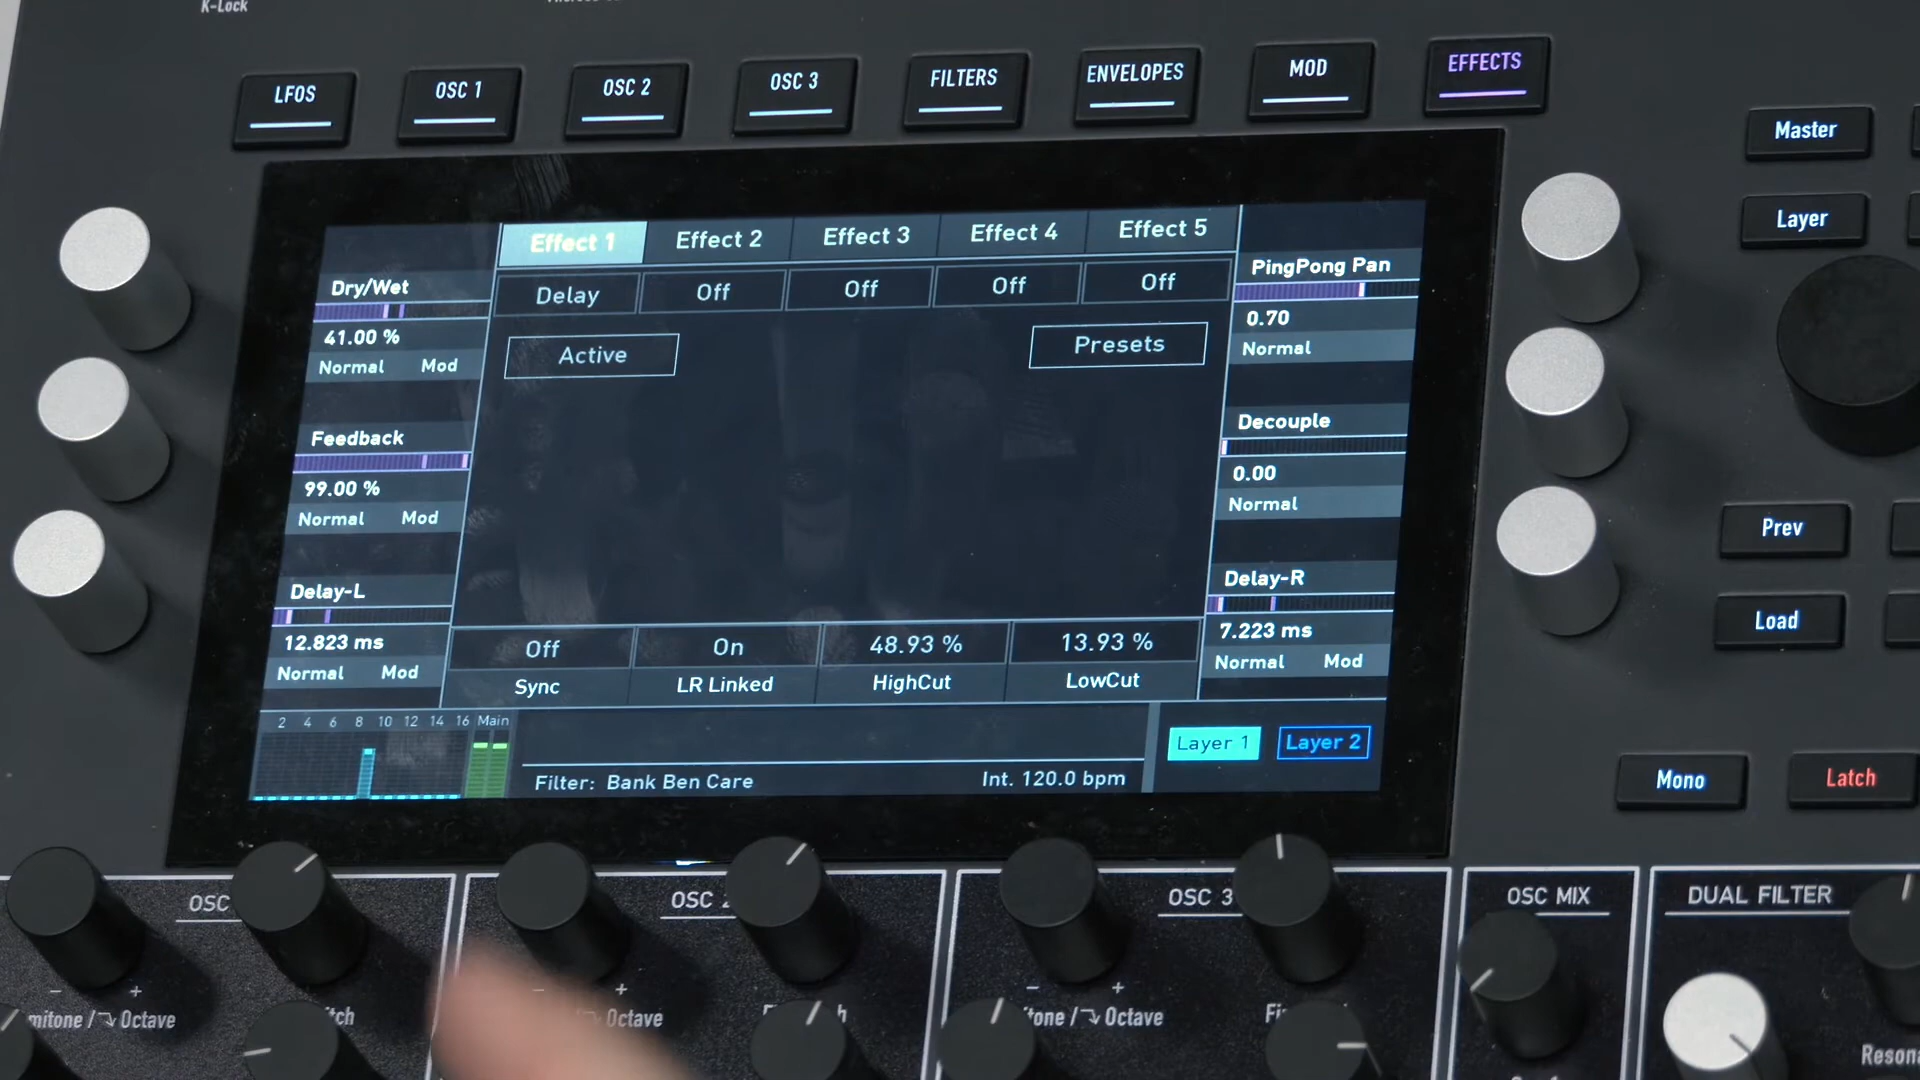 K-Lock
LFOS
OSC 1
OSC 2
OSC 3
FILTERS
ENVELOPES
MOD
EFFECTS
Master
Layer
Effect 1
Effect 2
Effect 3
Effect 4
Effect 5
Delay
Off
Off
Off
Off
Dry/Wet
41.00 %
Normal Mod
Active
Presets
PingPong Pan
0.70
Normal
Feedback
99.00 %
Normal Mod
Decouple
0.00
Normal
Prev
Delay-L
12.823 ms
Normal Mod
Delay-R
7.223 ms
Normal Mod
Load
Off
On
48.93 %
13.93 %
Sync
LR Linked
HighCut
LowCut
2 4 6 8 10 12 14 16 Main
Layer 1
Layer 2
Filter: Bank Ben Care
Int. 120.0 bpm
Mono
Latch
OSC
OSC
OSC 3
OSC MIX
DUAL FILTER
- +
- +
- +
/ Octave
Octave
/ Octave